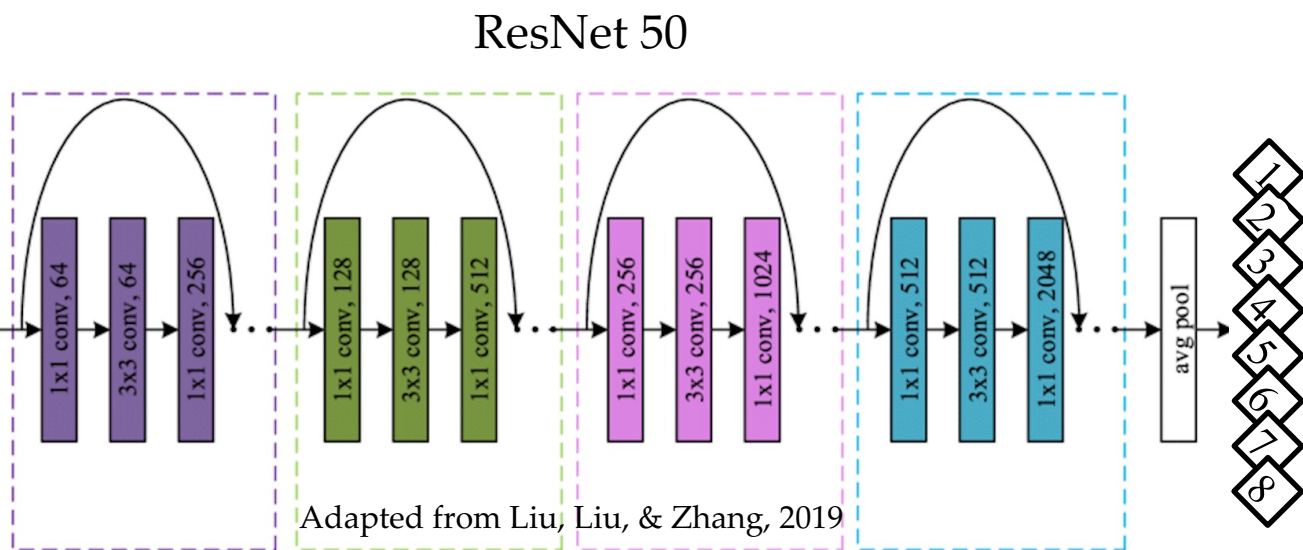 ResNet 50
1x1 conv, 64
3x3 conv, 64
1x1 conv, 256
1x1 conv, 128
3x3 conv, 128
1x1 conv, 512
1x1 conv, 256
3x3 conv, 256
1x1 conv, 1024
1x1 conv, 512
3x3 conv, 512
1x1 conv, 2048
avg pool
1
2
3
4
5
6
7
8
Adapted from Liu, Liu, & Zhang, 2019